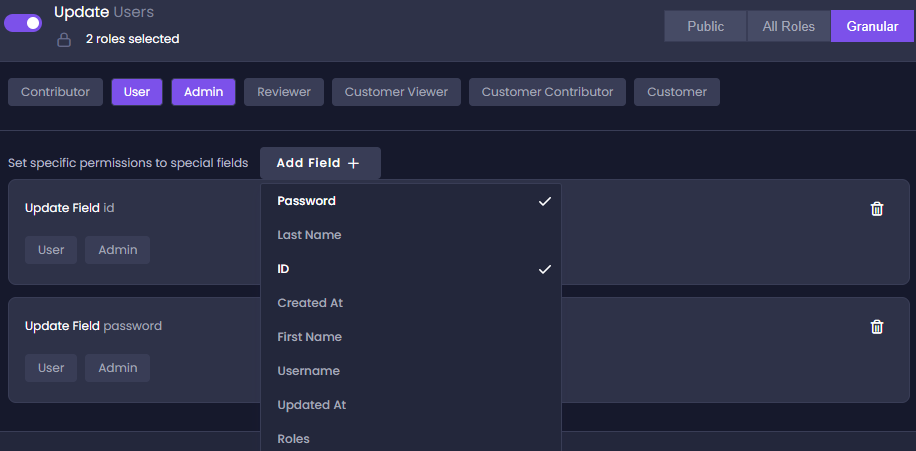 Update Users
2 roles selected
Public All Roles Granular
Contributor User Admin Reviewer Customer Viewer Customer Contributor Customer
Set specific permissions to special fields Add Field +
Update Field id
User Admin
Update Field password
User Admin
Password
Last Name
ID
Created At
First Name
Username
Updated At
Roles